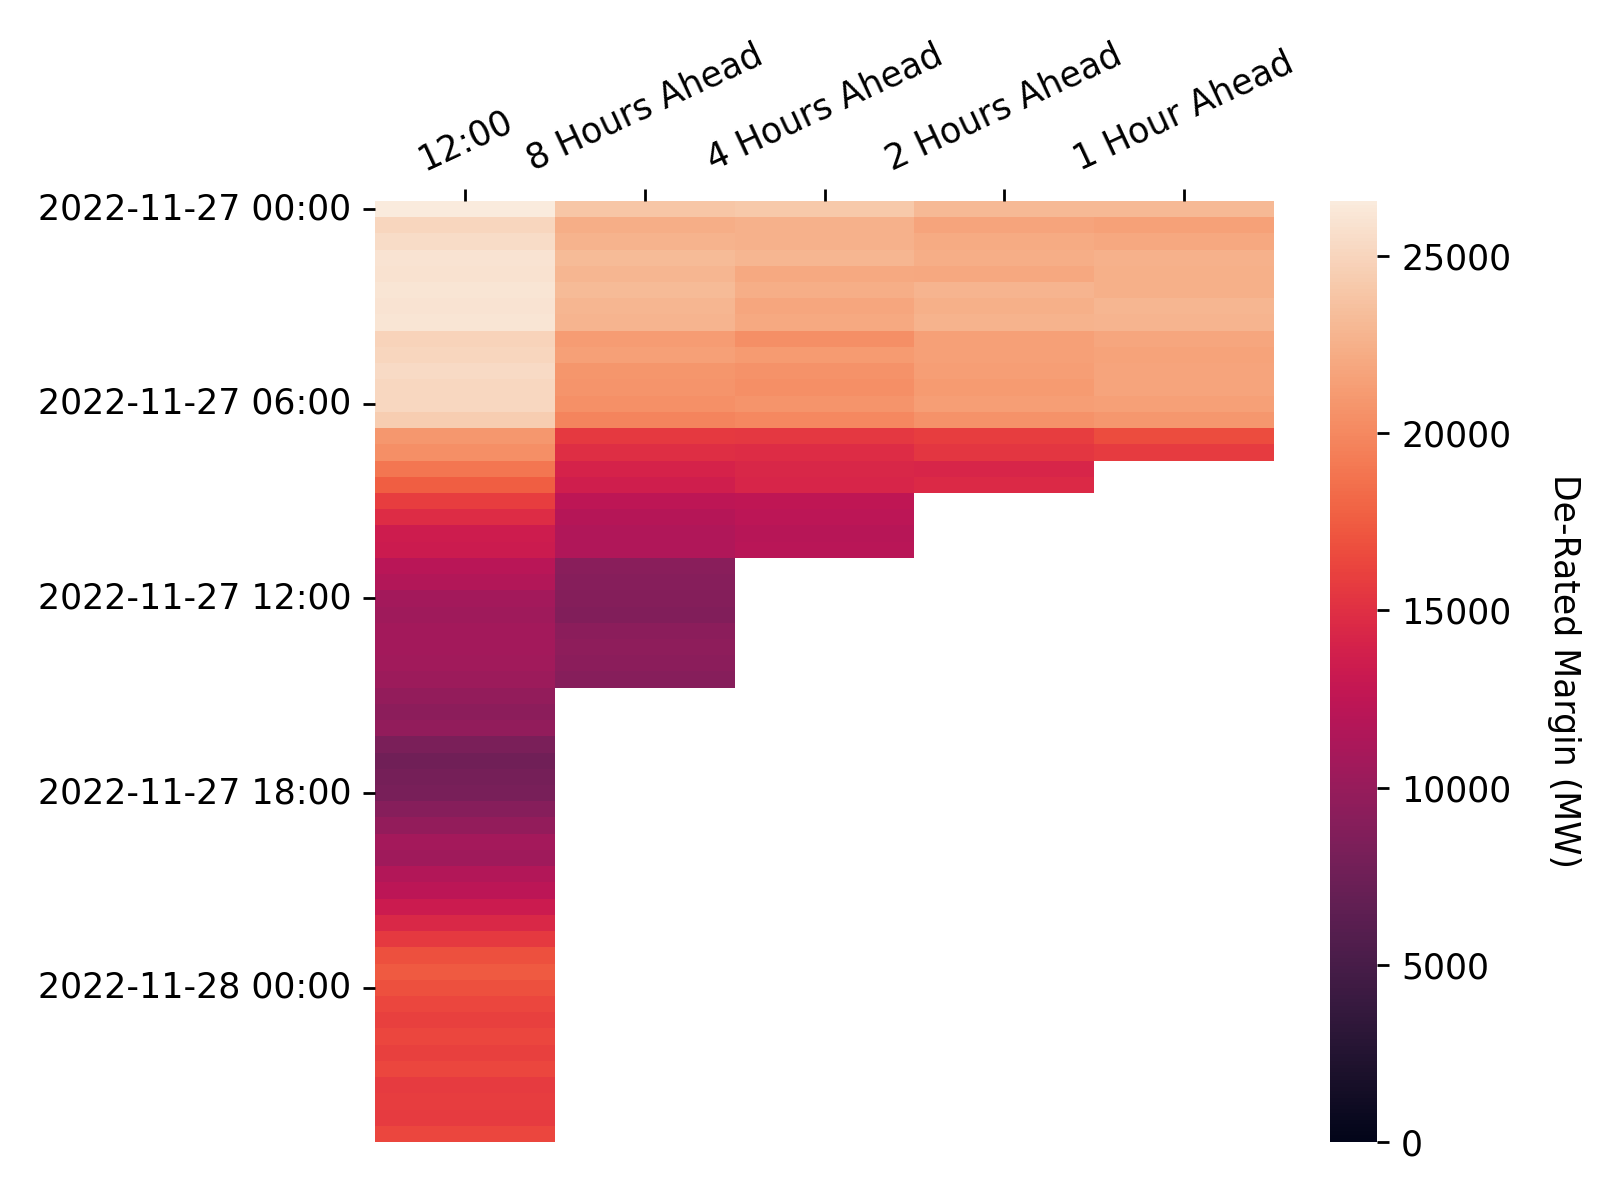 12:00
8 Hours Ahead
4 Hours Ahead
2 Hours Ahead
1 Hour Ahead
2022-11-27 00:00
2022-11-27 06:00
2022-11-27 12:00
2022-11-27 18:00
2022-11-28 00:00
25000
20000
15000
10000
5000
0
De-Rated Margin (MW)